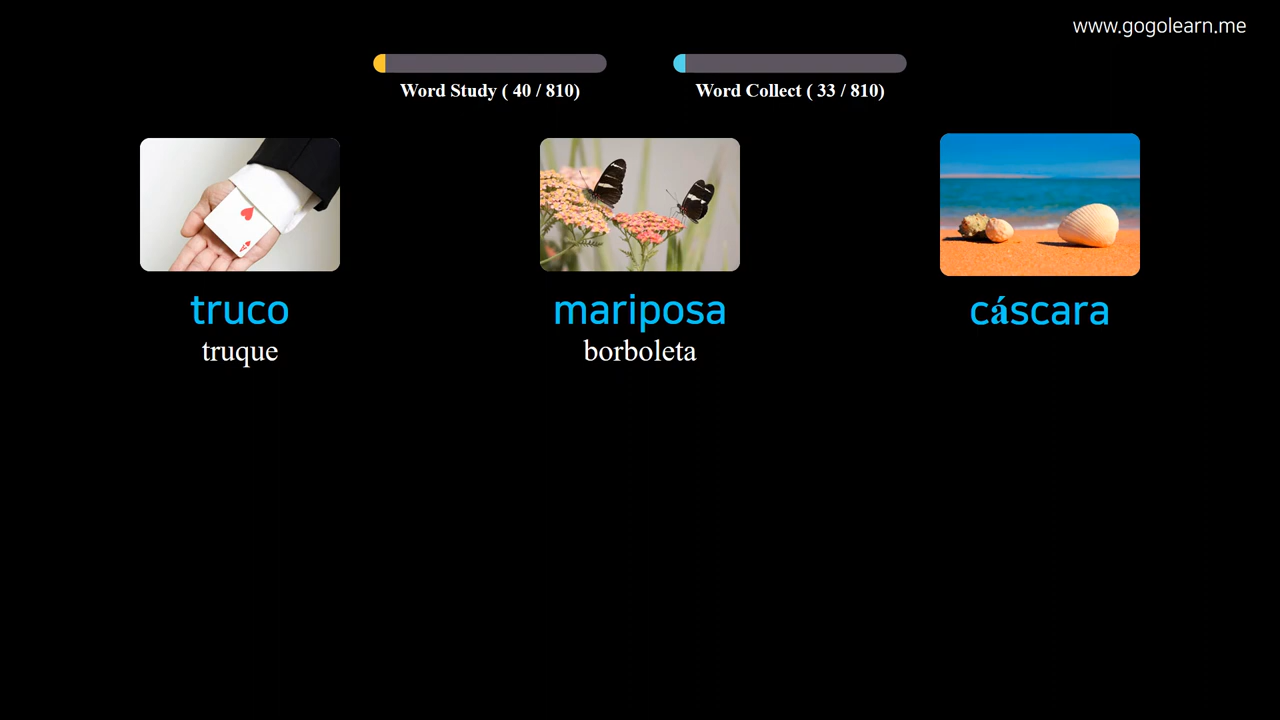 www.gogolearn.me
Word Study ( 40 / 810)
Word Collect ( 33 / 810)
truco
mariposa
cáscara
truque
borboleta